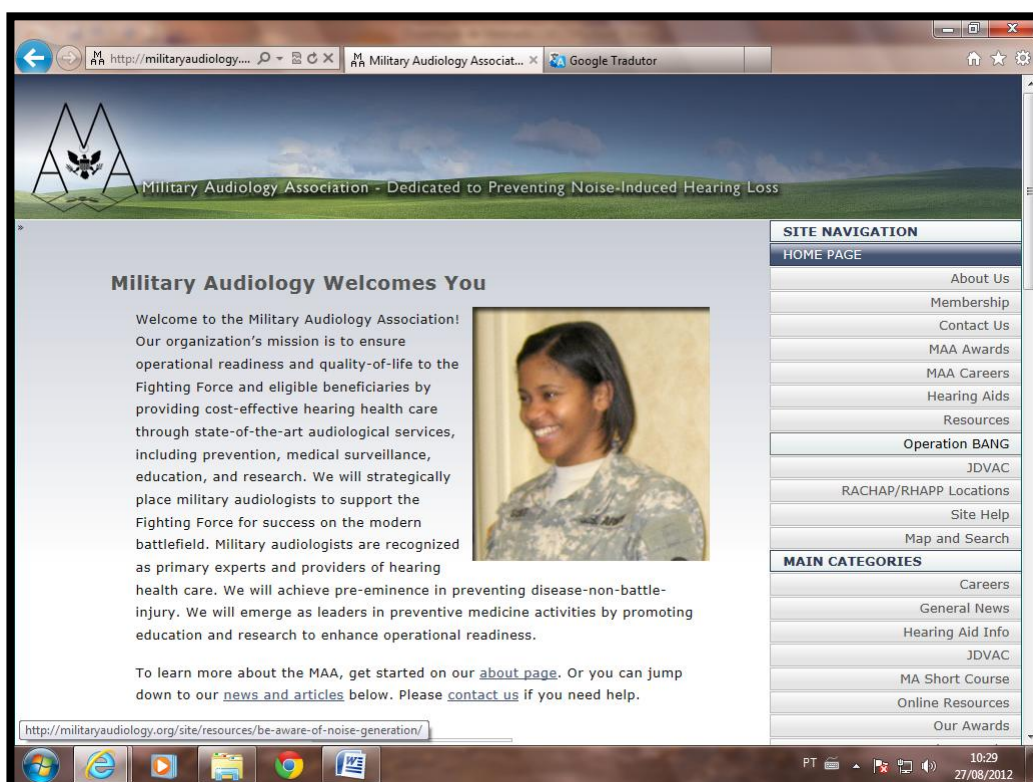 http://militaryaudiology....
Military Audiology Associat...
Google Tradutor
M
A A
Military Audiology Association - Dedicated to Preventing Noise-Induced Hearing Loss
»
Military Audiology Welcomes You
Welcome to the Military Audiology Association!
Our organization's mission is to ensure
operational readiness and quality-of-life to the
Fighting Force and eligible beneficiaries by
providing cost-effective hearing health care
through state-of-the-art audiological services,
including prevention, medical surveillance,
education, and research. We will strategically
place military audiologists to support the
Fighting Force for success on the modern
battlefield. Military audiologists are recognized
as primary experts and providers of hearing
health care. We will achieve pre-eminence in preventing disease-non-battle-
injury. We will emerge as leaders in preventive medicine activities by promoting
education and research to enhance operational readiness.
To learn more about the MAA, get started on our about page. Or you can jump
down to our news and articles below. Please contact us if you need help.
SITE NAVIGATION
HOME PAGE
About Us
Membership
Contact Us
MAA Awards
MAA Careers
Hearing Aids
Resources
Operation BANG
JDVAC
RACHAP/RHAPP Locations
Site Help
Map and Search
MAIN CATEGORIES
Careers
General News
Hearing Aid Info
JDVAC
MA Short Course
Online Resources
Our Awards
http://militaryaudiology.org/site/resources/be-aware-of-noise-generation/
PT
10:29
27/08/2012